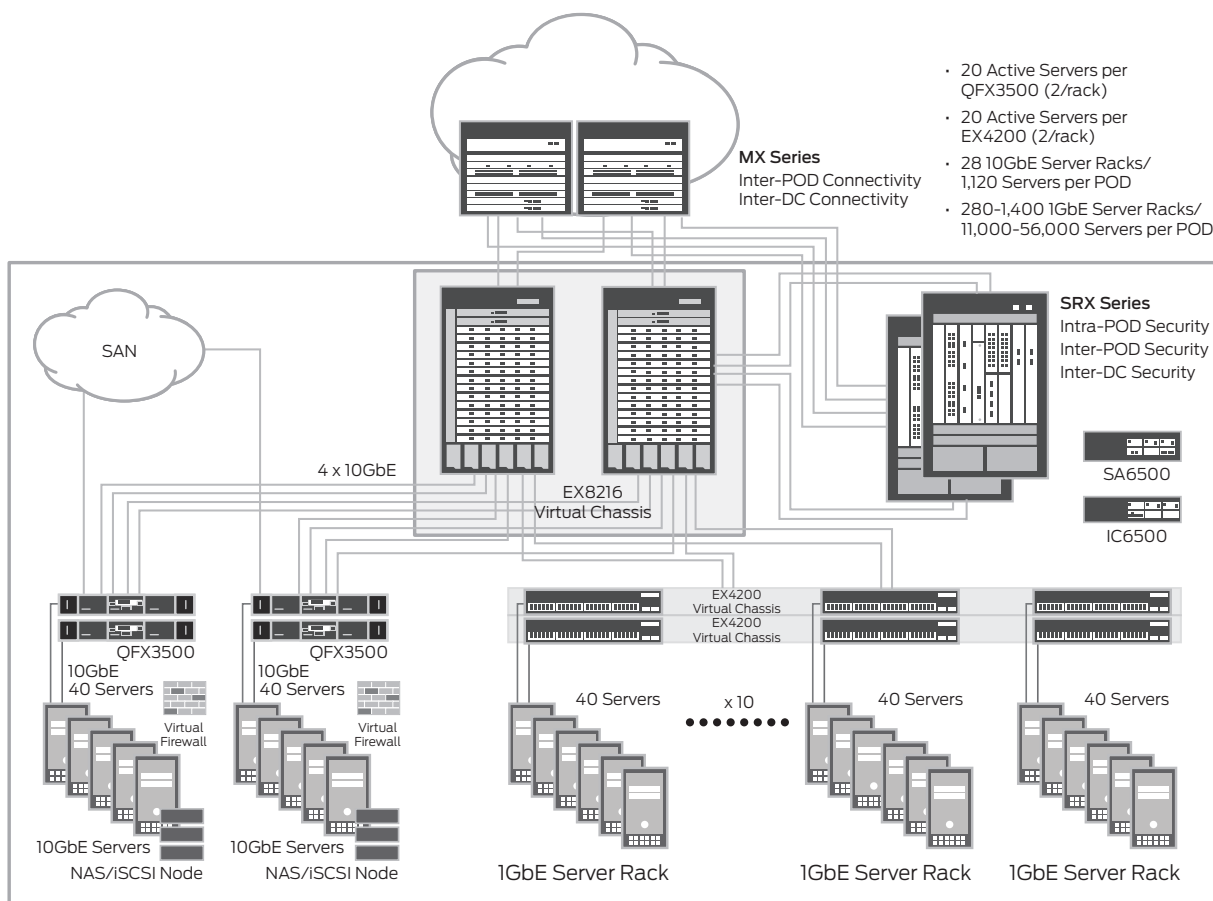 · 20 Active Servers per
QFX3500 (2/rack)
· 20 Active Servers per
EX4200 (2/rack)
· 28 10GbE Server Racks/
1,120 Servers per POD
· 280-1,400 1GbE Server Racks/
11,000-56,000 Servers per POD
MX Series
Inter-POD Connectivity
Inter-DC Connectivity
SRX Series
Intra-POD Security
Inter-POD Security
Inter-DC Security
SAN
4 x 10GbE
EX8216
Virtual Chassis
SA6500
IC6500
EX4200
Virtual Chassis
EX4200
Virtual Chassis
QFX3500
QFX3500
10GbE
40 Servers
Virtual
Firewall
10GbE
40 Servers
Virtual
Firewall
40 Servers
x 10
40 Servers
40 Servers
10GbE Servers
NAS/iSCSI Node
10GbE Servers
NAS/iSCSI Node
1GbE Server Rack
1GbE Server Rack
1GbE Server Rack